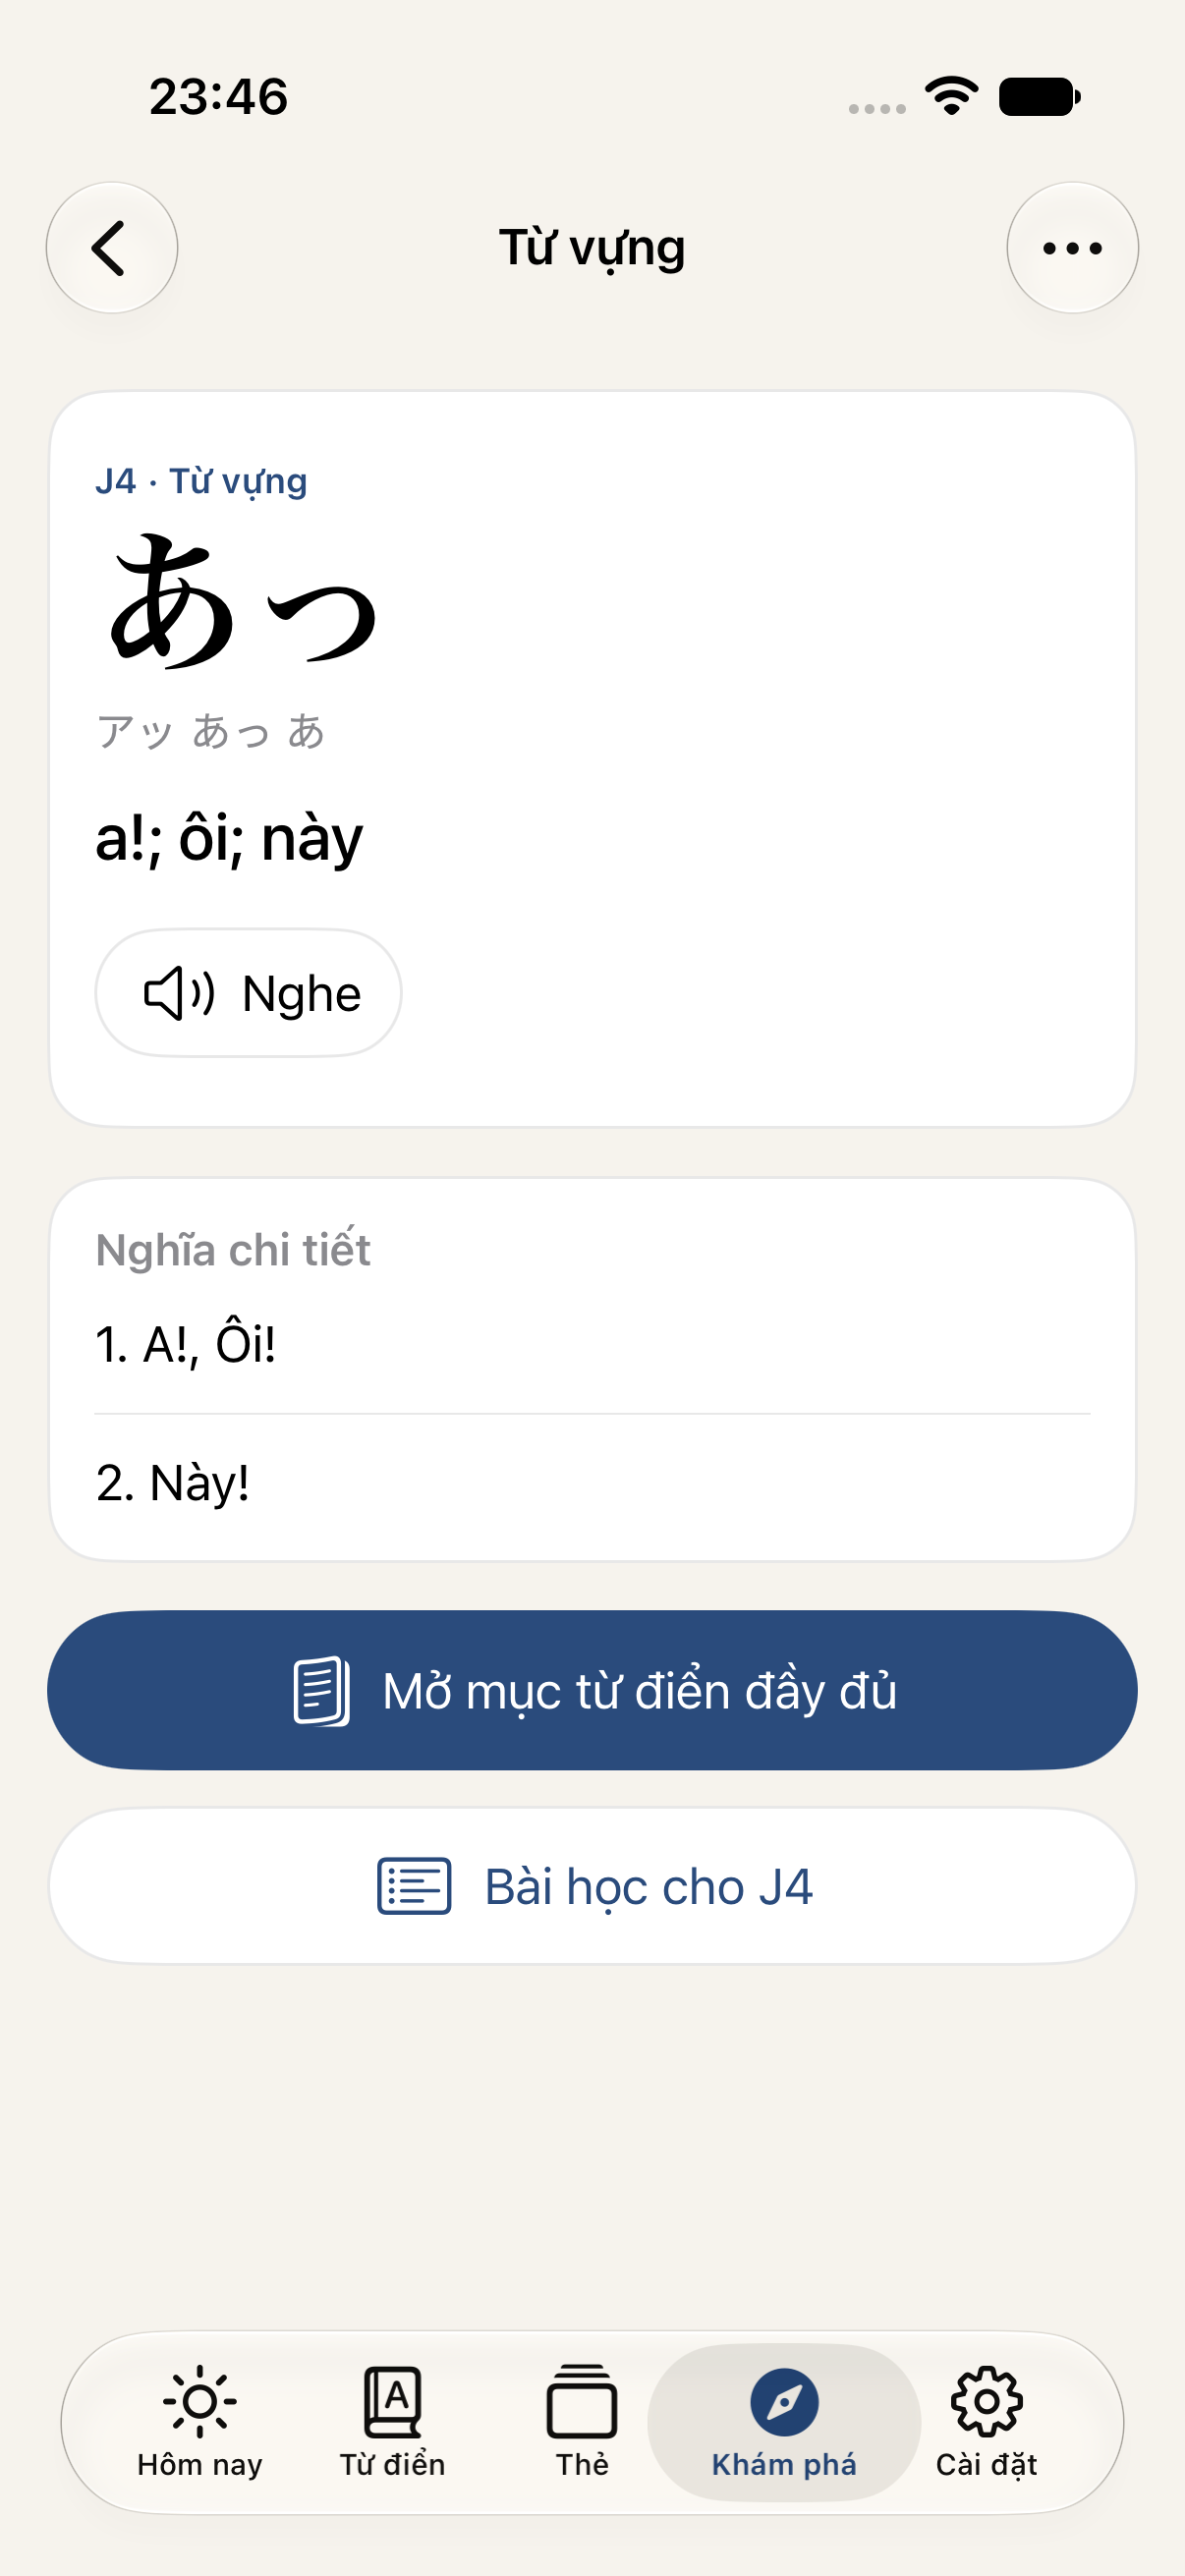 23:46
Từ vựng
J4 · Từ vựng
あっ
アッ あっ あ
a!; ôi; này
Nghe
Nghĩa chi tiết
1. A!, Ôi!
2. Này!
Mở mục từ điển đầy đủ
Bài học cho J4
Hôm nay
Từ điển
Thẻ
Khám phá
Cài đặt